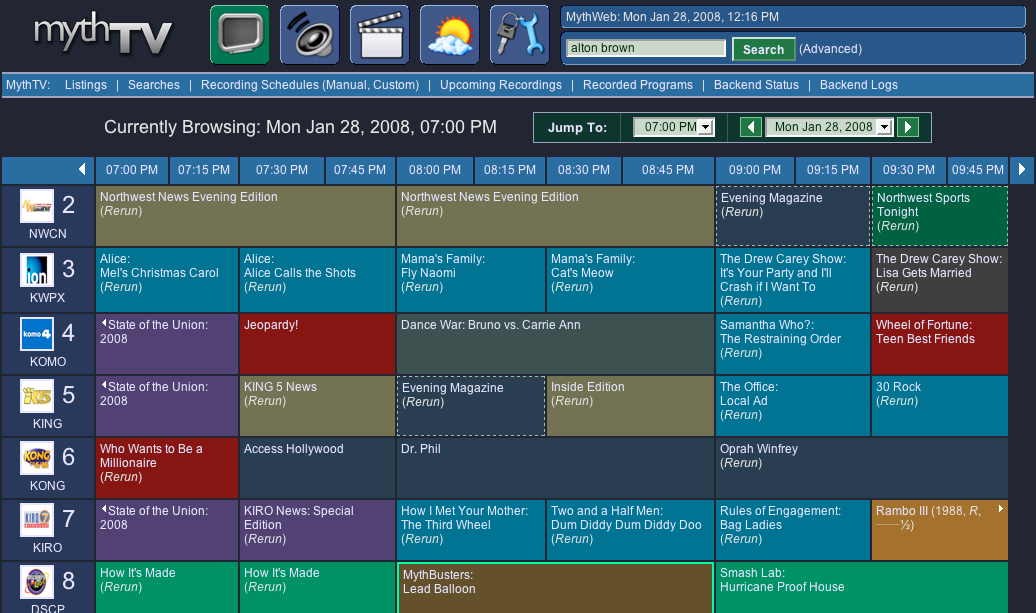 mythTV
MythWeb: Mon Jan 28, 2008, 12:16 PM
alton brown Search (Advanced)
MythTV: Listings | Searches | Recording Schedules (Manual, Custom) | Upcoming Recordings | Recorded Programs | Backend Status | Backend Logs
Currently Browsing: Mon Jan 28, 2008, 07:00 PM Jump To: 07:00 PM Mon Jan 28, 2008
07:00 PM 07:15 PM 07:30 PM 07:45 PM 08:00 PM 08:15 PM 08:30 PM 08:45 PM 09:00 PM 09:15 PM 09:30 PM 09:45 PM
2
NWCN
Northwest News Evening Edition
(Rerun)
Northwest News Evening Edition
(Rerun)
Evening Magazine
(Rerun)
Northwest Sports
Tonight
(Rerun)
ion
3
KWPX
Alice:
Mel's Christmas Carol
(Rerun)
Alice:
Alice Calls the Shots
(Rerun)
Mama's Family:
Fly Naomi
(Rerun)
Mama's Family:
Cat's Meow
(Rerun)
The Drew Carey Show:
It's Your Party and I'll
Crash if I Want To
(Rerun)
The Drew Carey Show:
Lisa Gets Married
(Rerun)
komo 4
4
KOMO
State of the Union:
2008
Jeopardy!
Dance War: Bruno vs. Carrie Ann
Samantha Who?:
The Restraining Order
(Rerun)
Wheel of Fortune:
Teen Best Friends
5
KING
State of the Union:
2008
KING 5 News
(Rerun)
Evening Magazine
(Rerun)
Inside Edition
(Rerun)
The Office:
Local Ad
(Rerun)
30 Rock
(Rerun)
KONG
6
KONG
Who Wants to Be a
Millionaire
(Rerun)
Access Hollywood
Dr. Phil
Oprah Winfrey
(Rerun)
KIRO 7
7
KIRO
State of the Union:
2008
KIRO News: Special
Edition
(Rerun)
How I Met Your Mother:
The Third Wheel
(Rerun)
Two and a Half Men:
Dum Diddy Dum Diddy Doo
(Rerun)
Rules of Engagement:
Bag Ladies
(Rerun)
Rambo III (1988, R,
½)
8
DSCP
How It's Made
(Rerun)
How It's Made
(Rerun)
MythBusters:
Lead Balloon
Smash Lab:
Hurricane Proof House